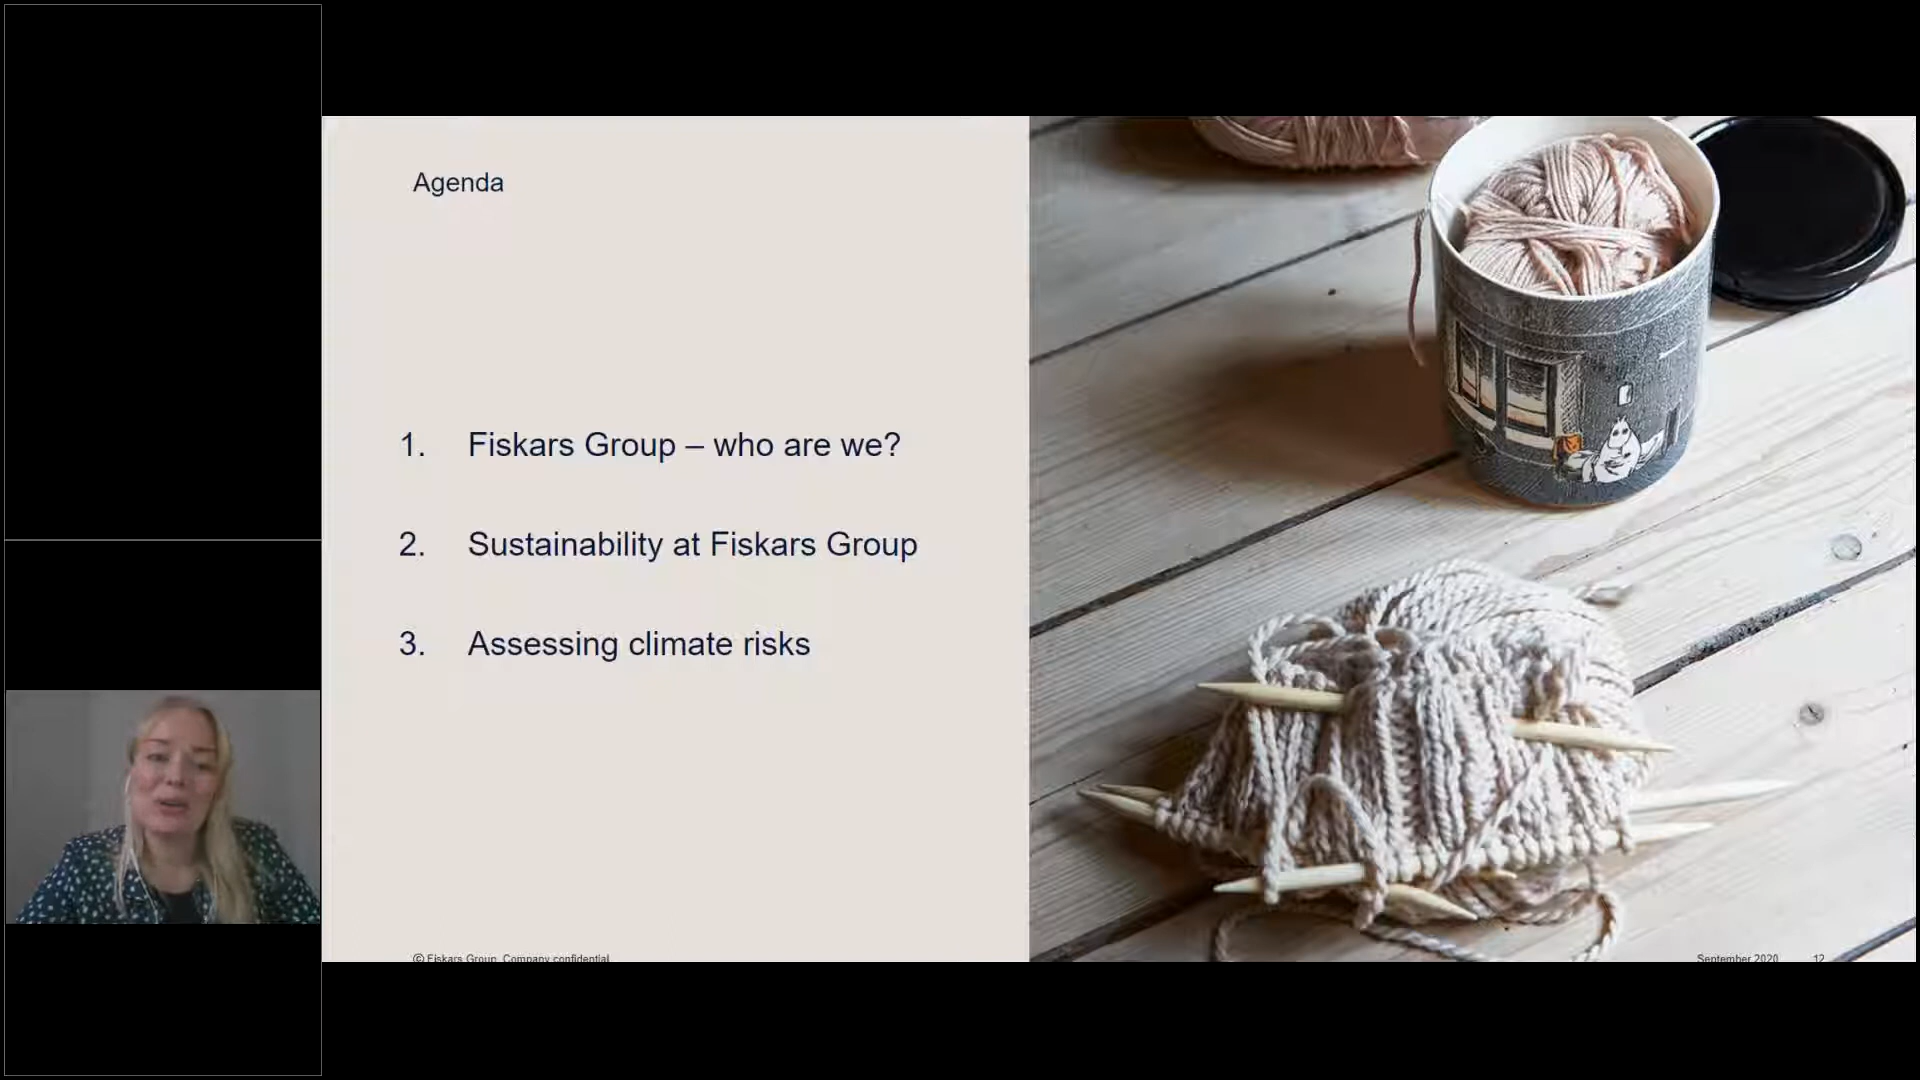 Agenda
1. Fiskars Group – who are we?
2. Sustainability at Fiskars Group
3. Assessing climate risks
© Fiskars Group. Company confidential
September 2020 12